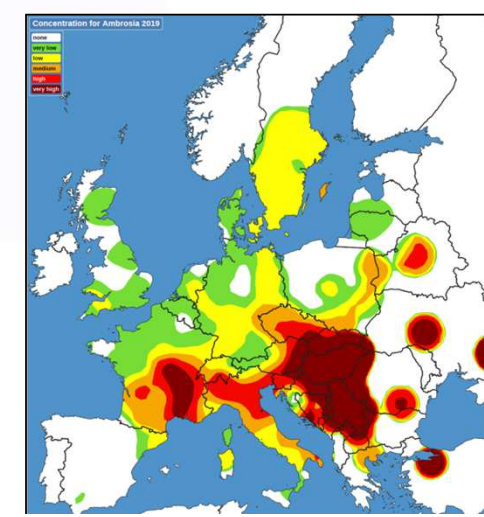 Concentration for Ambrosia 2019
none
very low
low
medium
high
very high